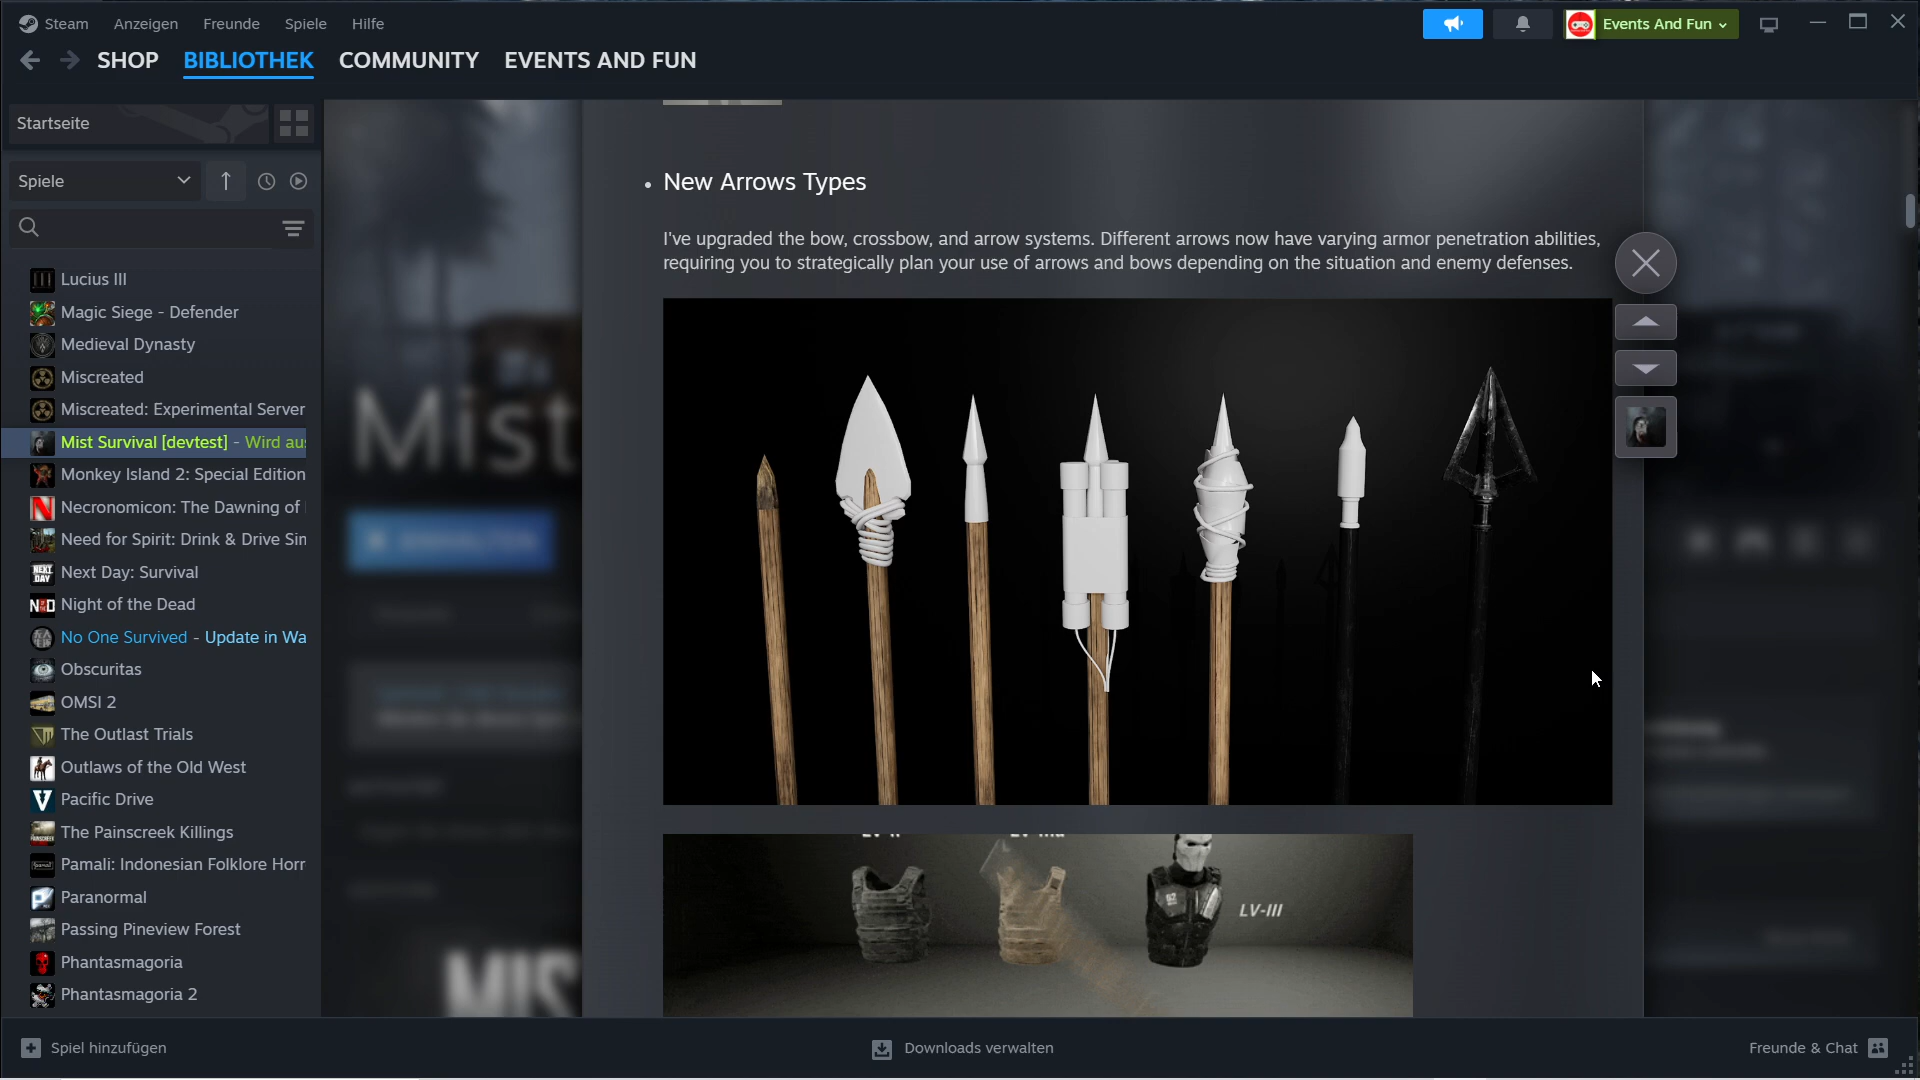 Steam Anzeigen Freunde Spiele Hilfe
Events And Fun
SHOP BIBLIOTHEK COMMUNITY EVENTS AND FUN
Startseite
Spiele
Lucius III
Magic Siege - Defender
Medieval Dynasty
Miscreated
Miscreated: Experimental Server
Mist Survival [devtest] - Wird aus
Monkey Island 2: Special Edition
Necronomicon: The Dawning of
Need for Spirit: Drink & Drive Sim
Next Day: Survival
Night of the Dead
No One Survived - Update in Wa
Obscuritas
OMSI 2
The Outlast Trials
Outlaws of the Old West
Pacific Drive
The Painscreek Killings
Pamali: Indonesian Folklore Horr
Paranormal
Passing Pineview Forest
Phantasmagoria
Phantasmagoria 2
Mist
MIS
• New Arrows Types
I've upgraded the bow, crossbow, and arrow systems. Different arrows now have varying armor penetration abilities,
requiring you to strategically plan your use of arrows and bows depending on the situation and enemy defenses.
LV-III
Spiel hinzufügen
Downloads verwalten
Freunde & Chat